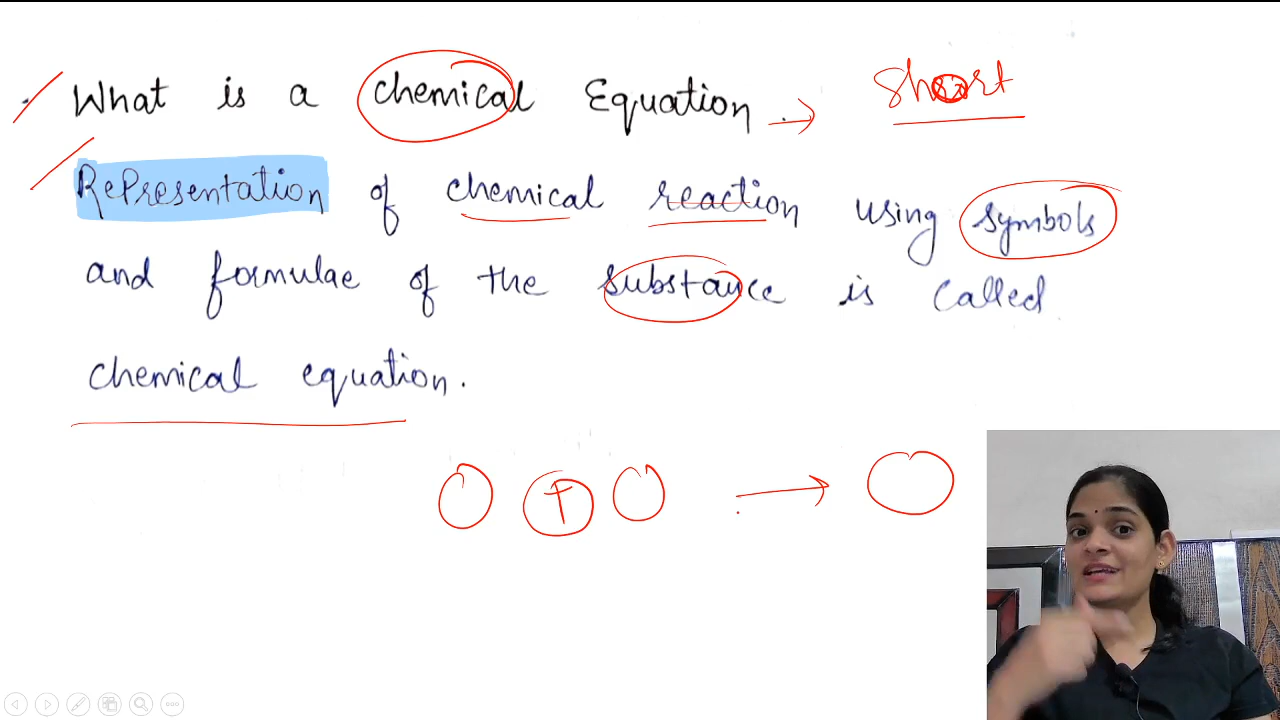 What is a chemical Equation → Short
Representation of chemical reaction using symbols
and formulae of the substance is called
chemical equation.
+ →